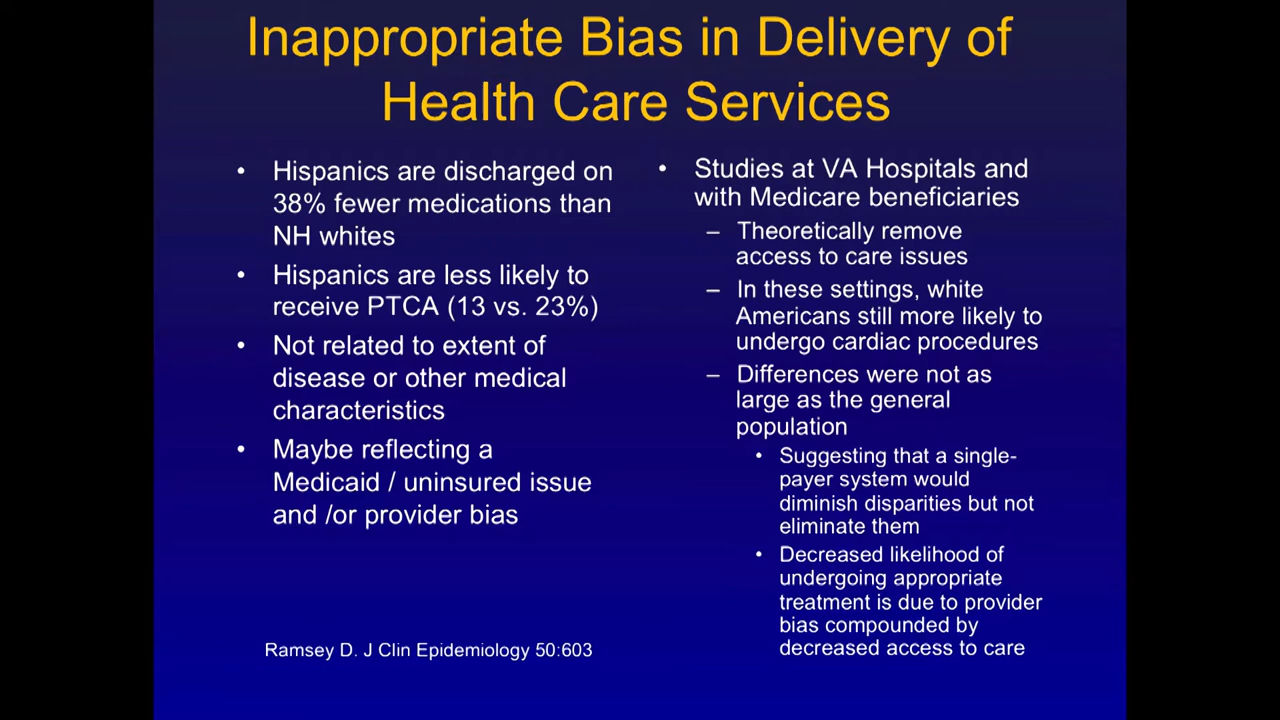 Inappropriate Bias in Delivery of
Health Care Services
• Hispanics are discharged on
38% fewer medications than
NH whites
• Hispanics are less likely to
receive PTCA (13 vs. 23%)
• Not related to extent of
disease or other medical
characteristics
• Maybe reflecting a
Medicaid / uninsured issue
and /or provider bias
Ramsey D. J Clin Epidemiology 50:603
• Studies at VA Hospitals and
with Medicare beneficiaries
– Theoretically remove
access to care issues
– In these settings, white
Americans still more likely to
undergo cardiac procedures
– Differences were not as
large as the general
population
• Suggesting that a single-
payer system would
diminish disparities but not
eliminate them
• Decreased likelihood of
undergoing appropriate
treatment is due to provider
bias compounded by
decreased access to care